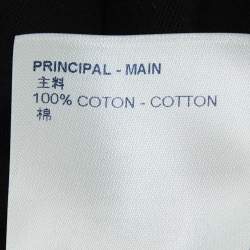 PRINCIPAL - MAIN
主料
100% COTON - COTTON
棉